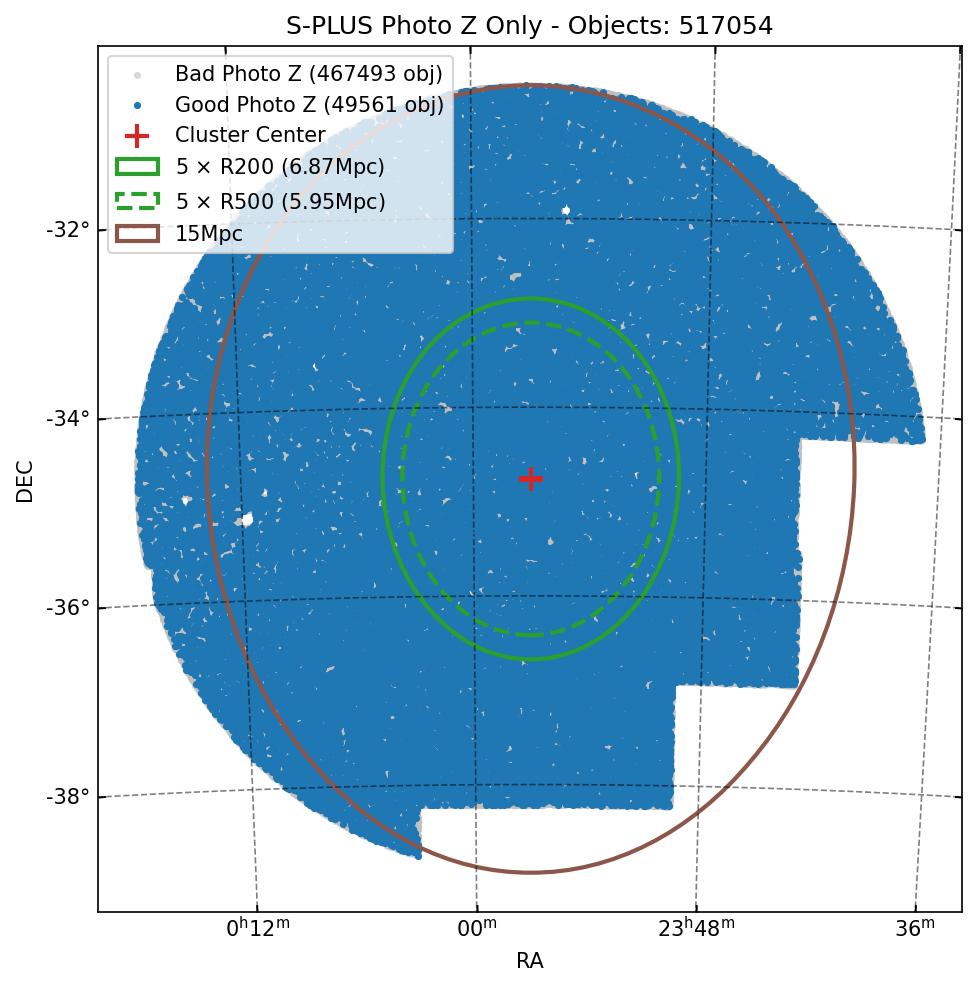 S-PLUS Photo Z Only - Objects: 517054
Bad Photo Z (467493 obj)
Good Photo Z (49561 obj)
Cluster Center
5 × R200 (6.87Mpc)
5 × R500 (5.95Mpc)
15Mpc
-32°
-34°
-36°
-38°
DEC
0ʰ12ᵐ 00ᵐ 23ʰ48ᵐ 36ᵐ
RA